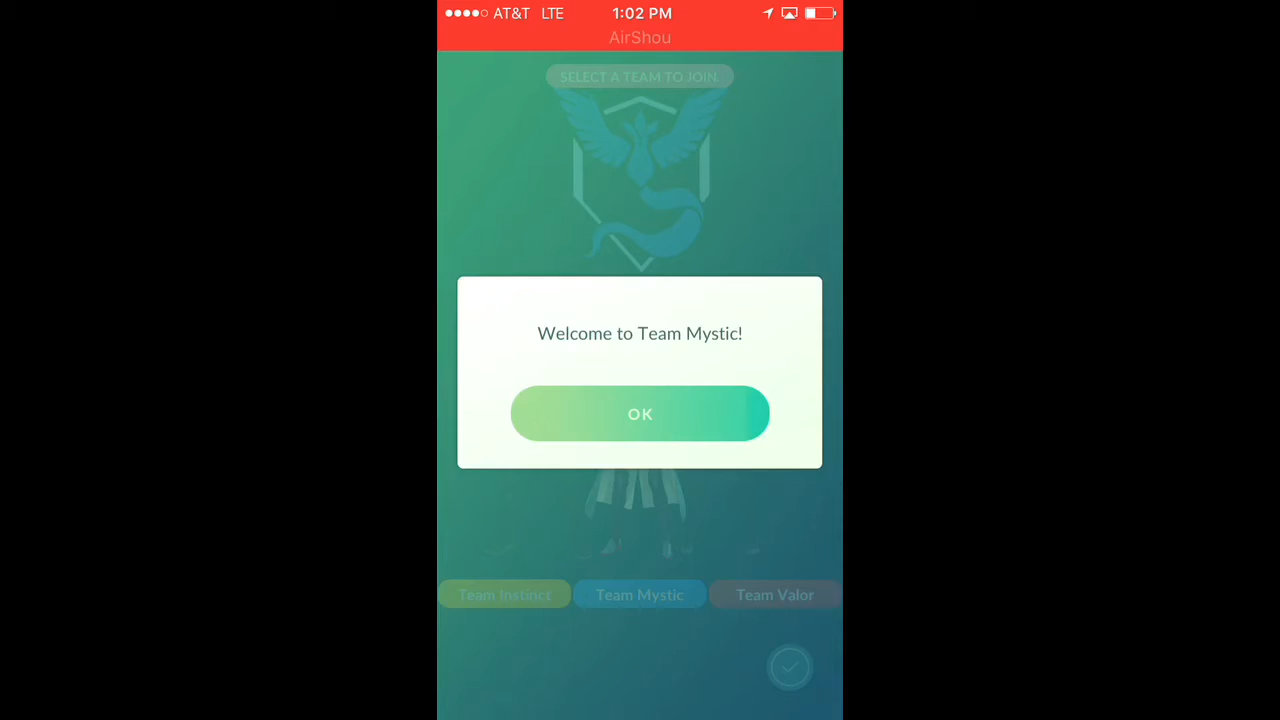 AT&T LTE 1:02 PM
AirShou
SELECT A TEAM TO JOIN.
Welcome to Team Mystic!
OK
Team Instinct Team Mystic Team Valor